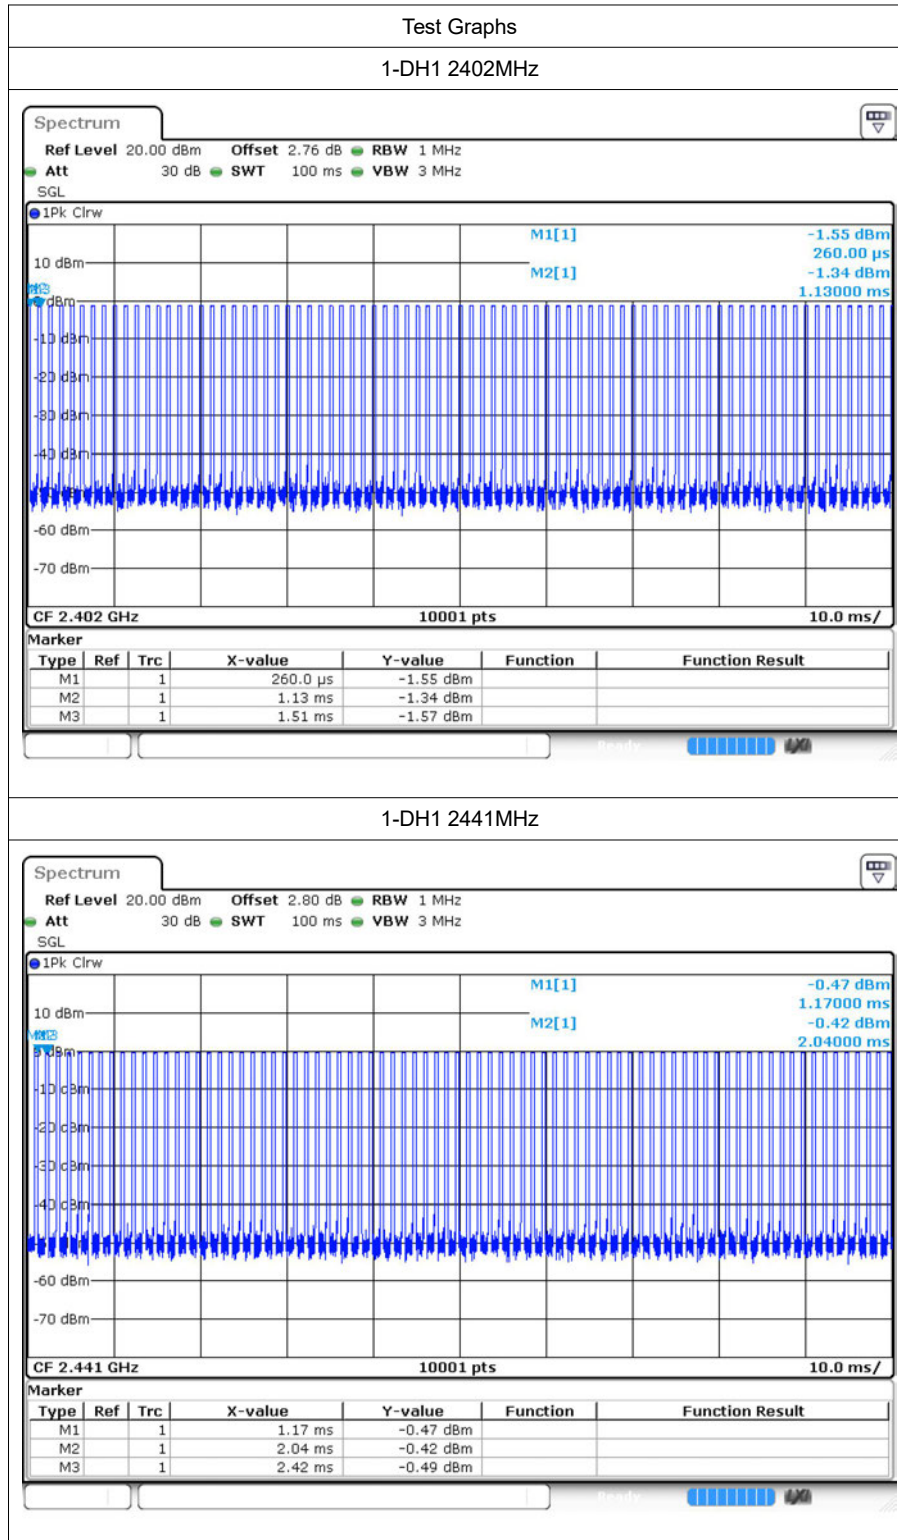 Test Graphs
1-DH1 2402MHz
Spectrum
Ref Level 20.00 dBm Offset 2.76 dB RBW 1 MHz
Att 30 dB SWT 100 ms VBW 3 MHz
SGL
1Pk Clrw
M1[1] -1.55 dBm
260.00 µs
10 dBm
M2[1] -1.34 dBm
1.13000 ms
dBm
-10 dBm
-20 dBm
-30 dBm
-40 dBm
-60 dBm
-70 dBm
CF 2.402 GHz 10001 pts 10.0 ms/
Marker
Type Ref Trc X-value Y-value Function Function Result
M1 1 260.0 µs -1.55 dBm
M2 1 1.13 ms -1.34 dBm
M3 1 1.51 ms -1.57 dBm
Ready
1-DH1 2441MHz
Spectrum
Ref Level 20.00 dBm Offset 2.80 dB RBW 1 MHz
Att 30 dB SWT 100 ms VBW 3 MHz
SGL
1Pk Clrw
M1[1] -0.47 dBm
1.17000 ms
10 dBm
M2[1] -0.42 dBm
2.04000 ms
dBm
-10 dBm
-20 dBm
-30 dBm
-40 dBm
-60 dBm
-70 dBm
CF 2.441 GHz 10001 pts 10.0 ms/
Marker
Type Ref Trc X-value Y-value Function Function Result
M1 1 1.17 ms -0.47 dBm
M2 1 2.04 ms -0.42 dBm
M3 1 2.42 ms -0.49 dBm
Ready